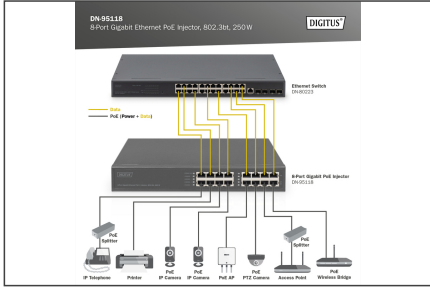 DN-95118
8-Port Gigabit Ethernet PoE Injector, 802.3bt, 250 W
DIGITUS®
Ethernet Switch
DN-80223
Data
PoE (Power + Data)
DIGITUS
8-Port Gigabit PoE Injector
DN-95118
PoE
Splitter
IP Telephone
Printer
PoE
IP Camera
PoE
IP Camera
PoE AP
PoE
PTZ Camera
PoE
Splitter
Access Point
PoE
Wireless Bridge